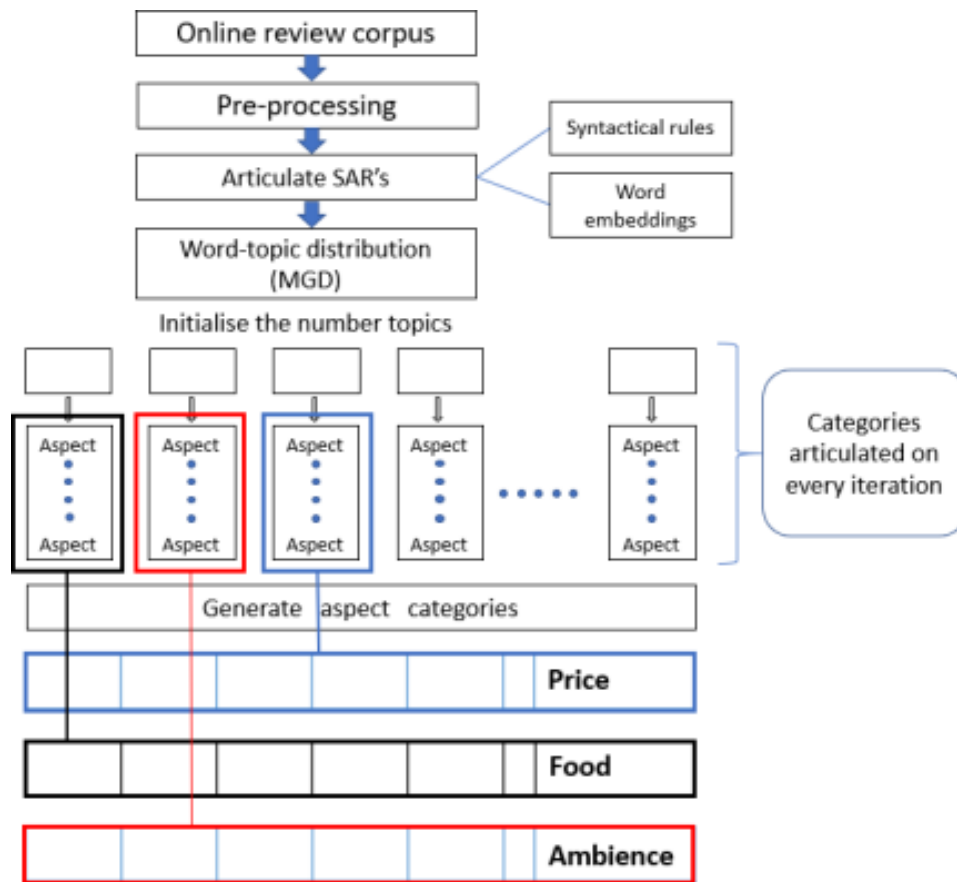 Online review corpus
Pre-processing
Syntactical rules
Articulate SAR's
Word
embeddings
Word-topic distribution
(MGD)
Initialise the number topics
Aspect
Aspect
Aspect
Aspect
Aspect
Aspect
Aspect
Aspect
Aspect
Aspect
Categories
articulated on
every iteration
Generate aspect categories
Price
Food
Ambience